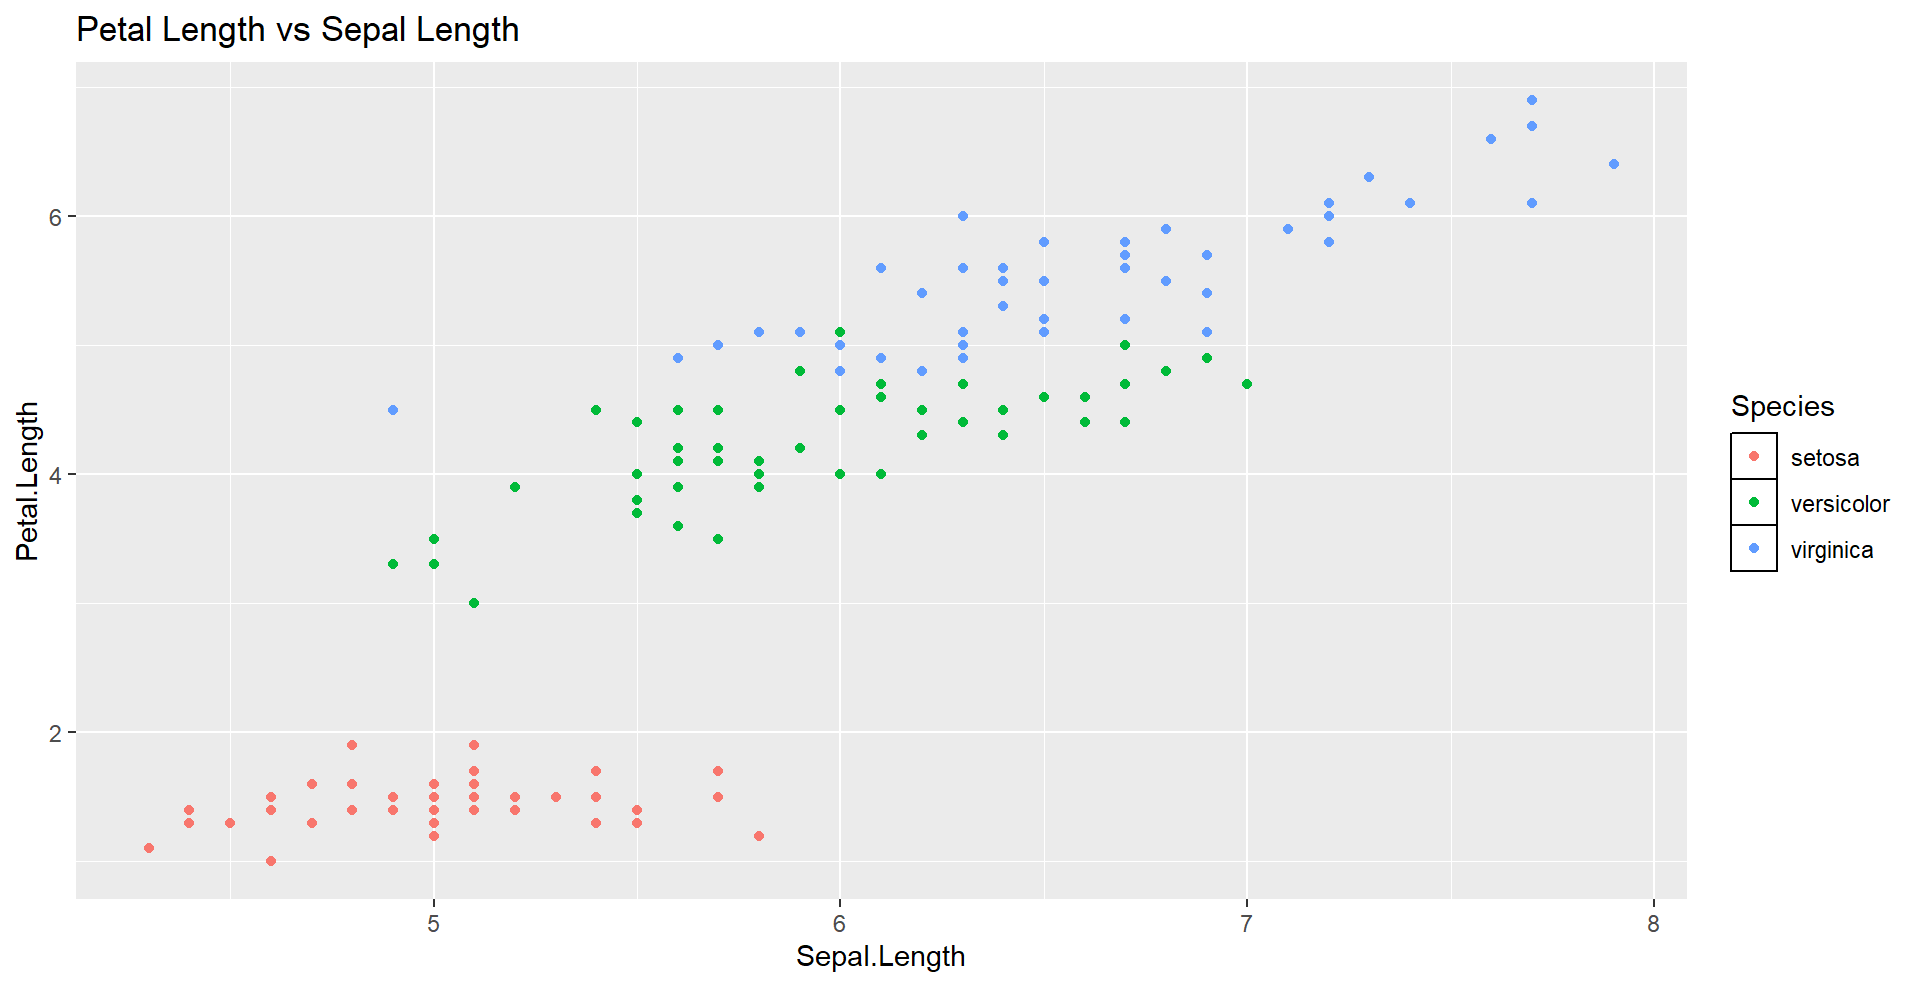 Petal Length vs Sepal Length
6
4
2
Petal.Length
5 6 7 8
Sepal.Length
Species
setosa
versicolor
virginica